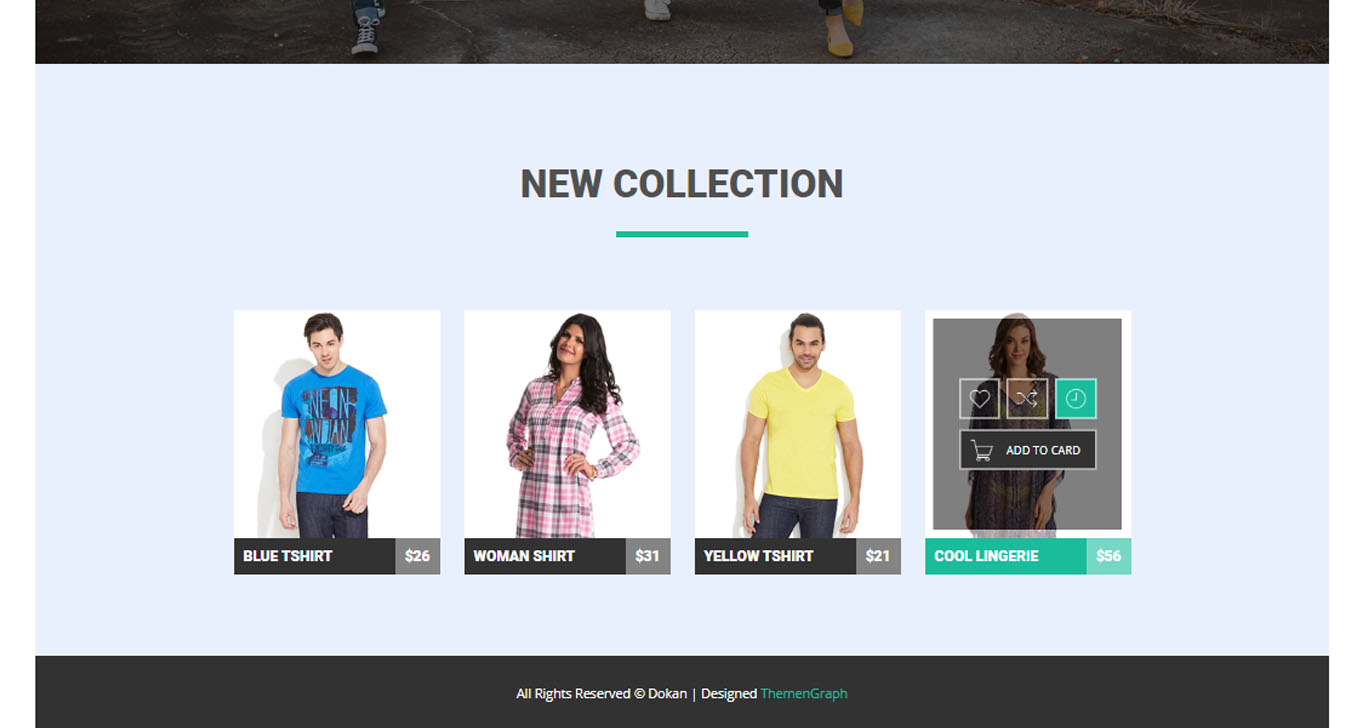 NEW COLLECTION
NEON
BLUE TSHIRT $26
WOMAN SHIRT $31
YELLOW TSHIRT $21
ADD TO CARD
COOL LINGERIE $56
All Rights Reserved © Dokan | Designed ThemenGraph